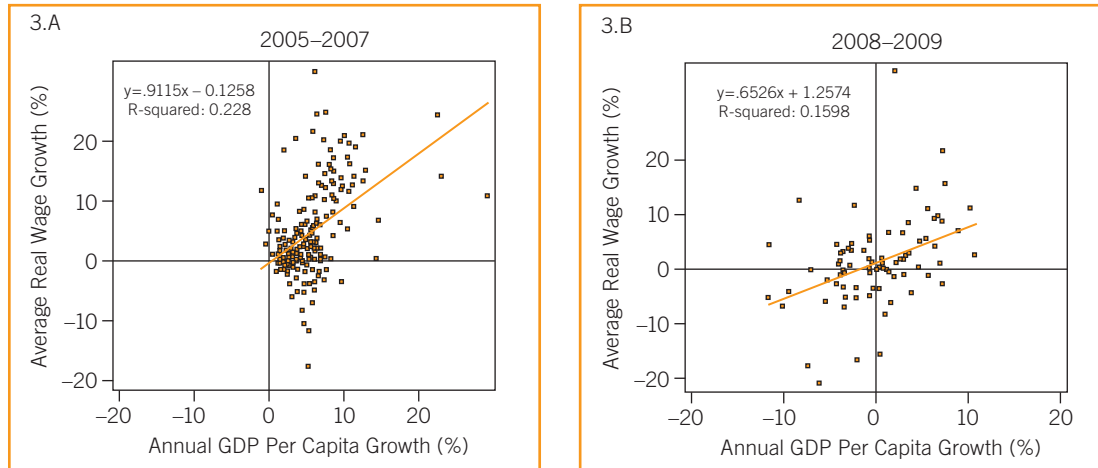 3.A
2005–2007
y=.9115x – 0.1258
R-squared: 0.228
Average Real Wage Growth (%)
20
10
0
–10
–20
–20
–10
0
10
20
Annual GDP Per Capita Growth (%)
3.B
2008–2009
y=.6526x + 1.2574
R-squared: 0.1598
Average Real Wage Growth (%)
20
10
0
–10
–20
–20
–10
0
10
20
Annual GDP Per Capita Growth (%)